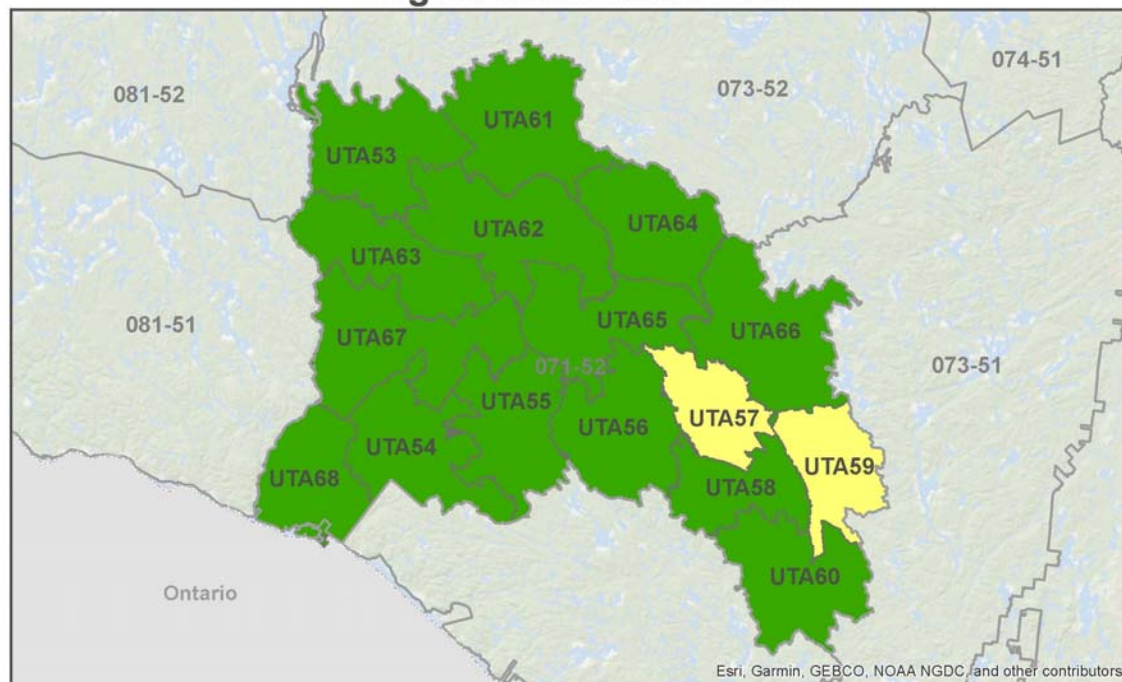 074-51
081-52
073-52
UTA61
UTA53
UTA62
UTA64
UTA63
UTA65
081-51
UTA67
UTA66
071-52
073-51
UTA55
UTA57
UTA56
UTA54
UTA59
UTA68
UTA58
UTA60
Ontario
Esri, Garmin, GEBCO, NOAA NGDC, and other contributors